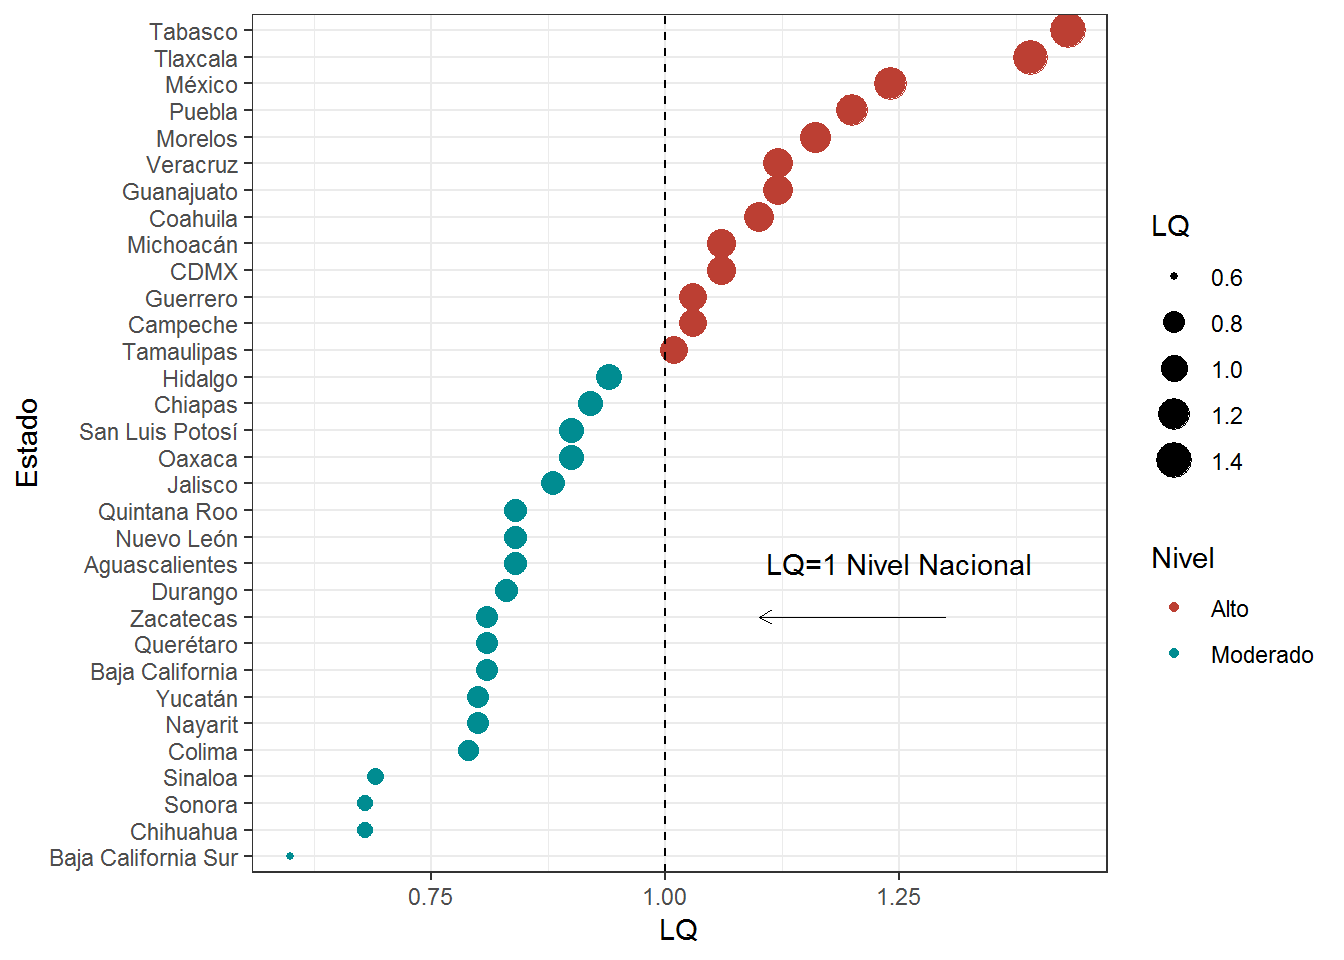 Tabasco
Tlaxcala
México
Puebla
Morelos
Veracruz
Guanajuato
Coahuila
Michoacán
CDMX
Guerrero
Campeche
Tamaulipas
Hidalgo
Chiapas
San Luis Potosí
Oaxaca
Jalisco
Quintana Roo
Nuevo León
Aguascalientes
Durango
Zacatecas
Querétaro
Baja California
Yucatán
Nayarit
Colima
Sinaloa
Sonora
Chihuahua
Baja California Sur
Estado
LQ=1 Nivel Nacional
0.75 1.00 1.25
LQ
LQ
0.6
0.8
1.0
1.2
1.4
Nivel
Alto
Moderado